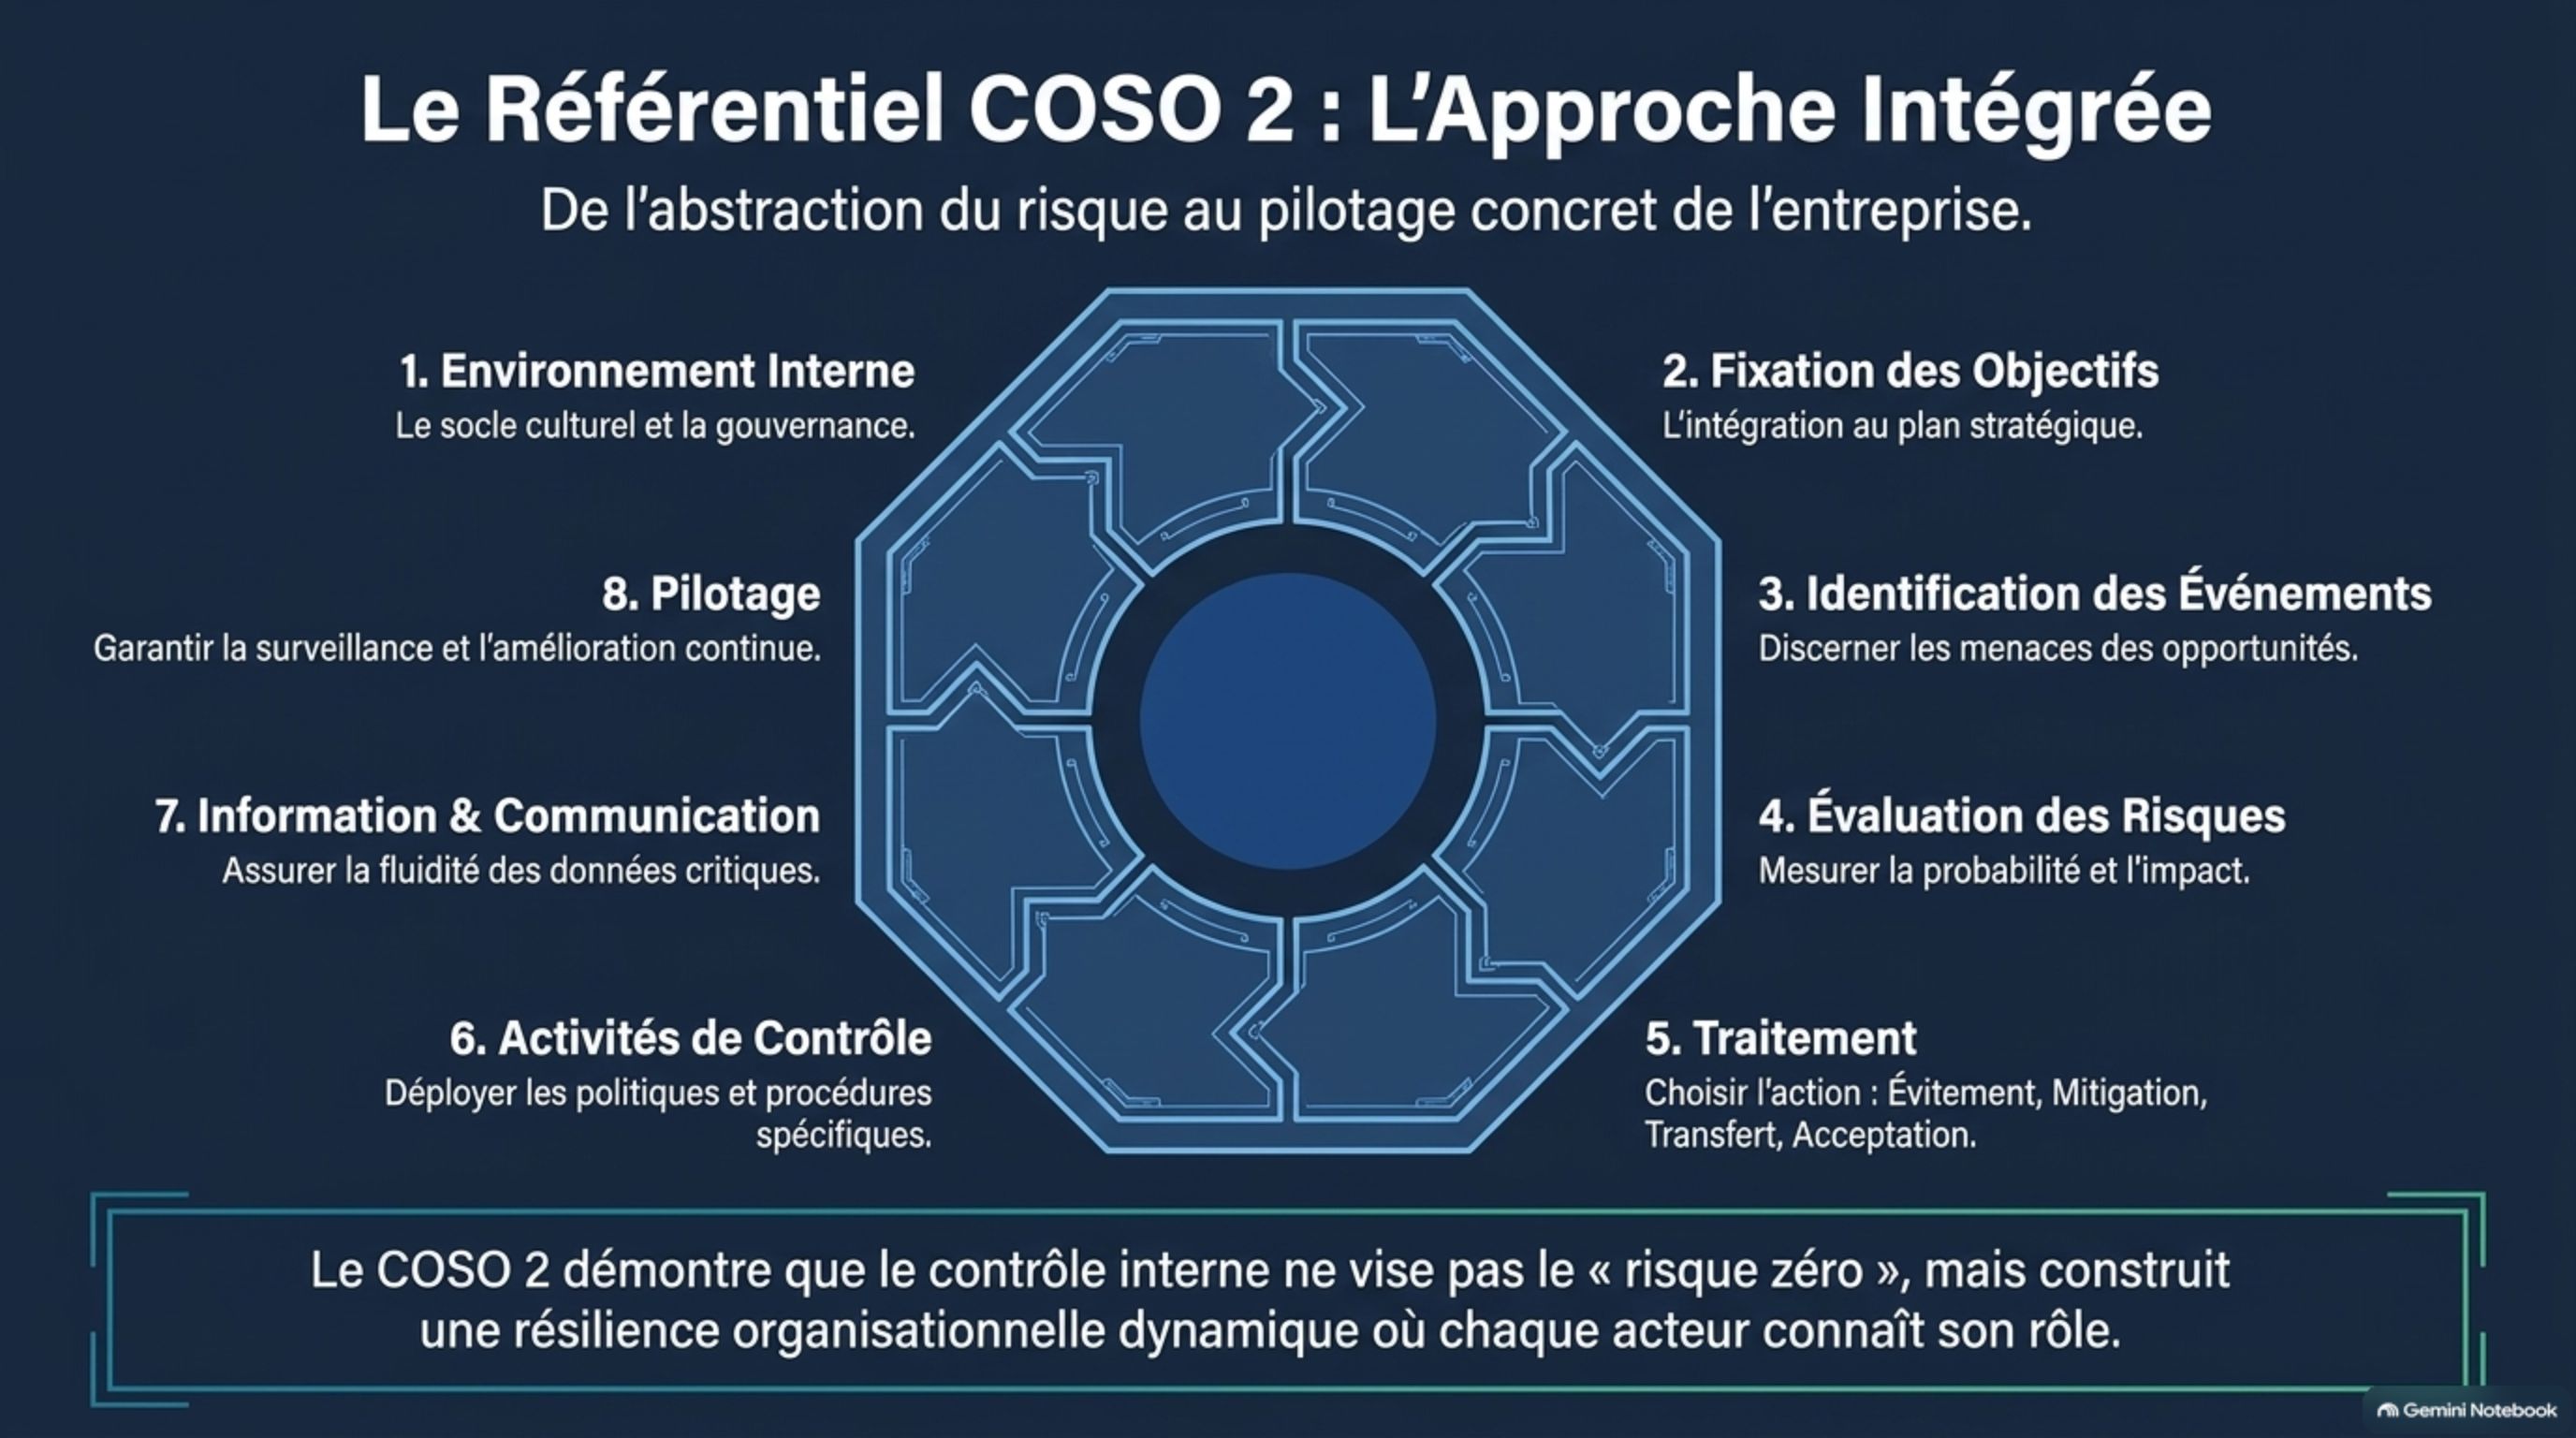 Le Référentiel COSO 2 : L’Approche Intégrée
De l’abstraction du risque au pilotage concret de l’entreprise.
1. Environnement Interne
Le socle culturel et la gouvernance.
2. Fixation des Objectifs
L’intégration au plan stratégique.
3. Identification des Événements
Discerner les menaces des opportunités.
4. Évaluation des Risques
Mesurer la probabilité et l’impact.
5. Traitement
Choisir l’action : Évitement, Mitigation,
Transfert, Acceptation.
6. Activités de Contrôle
Déployer les politiques et procédures
spécifiques.
7. Information & Communication
Assurer la fluidité des données critiques.
8. Pilotage
Garantir la surveillance et l’amélioration continue.
Le COSO 2 démontre que le contrôle interne ne vise pas le « risque zéro », mais construit
une résilience organisationnelle dynamique où chaque acteur connaît son rôle.
Gemini Notebook